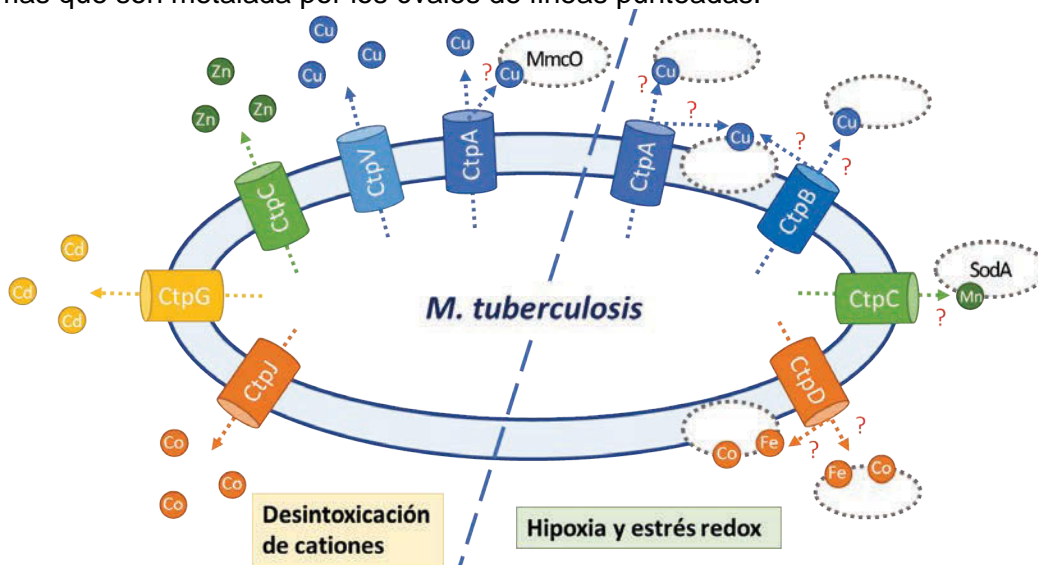 mas que son metalada por los óvalos de líneas punteadas.
Cu
Cu
Cu
Cu
?
Cu
MmcO
Cu
?
?
Cu
?
Cu
?
?
Zn
Zn
Zn
CtpC
CtpV
CtpA
CtpA
CtpB
Cd
Cd
Cd
CtpG
M. tuberculosis
CtpC
?
Mn
SodA
CtpJ
CtpD
Co
Co
Co
Co
Fe
?
?
Fe
Co
Desintoxicación
de cationes
Hipoxia y estrés redox